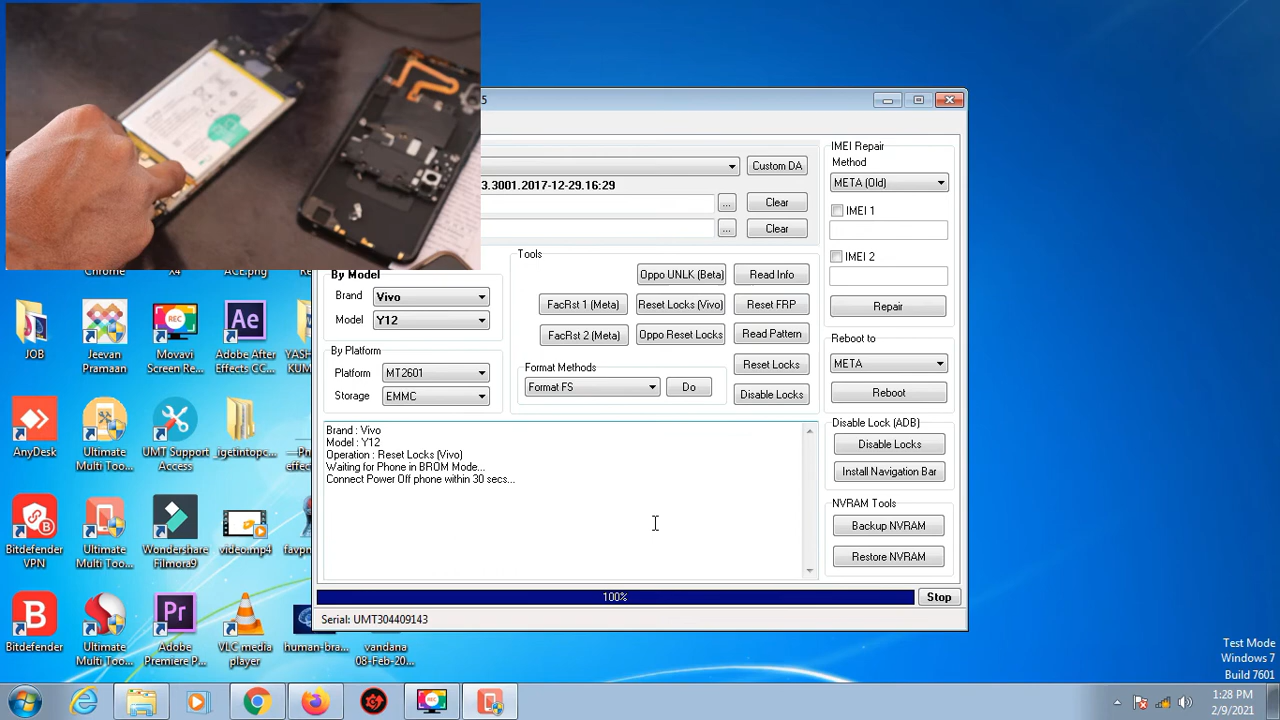 5
Custom DA
3.3001.2017-12-29.16:29
... Clear
... Clear
By Model
Brand Vivo
Model Y12
By Platform
Platform MT2601
Storage EMMC
Tools
Oppo UNLK (Beta) Read Info
FacRst 1 (Meta) Reset Locks (Vivo) Reset FRP
FacRst 2 (Meta) Oppo Reset Locks Read Pattern
Format Methods
Format FS Do
Reset Locks
Disable Locks
IMEI Repair
Method
META (Old)
IMEI 1
IMEI 2
Repair
Reboot to
META
Reboot
Disable Lock (ADB)
Disable Locks
Install Navigation Bar
NVRAM Tools
Backup NVRAM
Restore NVRAM
Brand : Vivo
Model : Y12
Operation : Reset Locks (Vivo)
Waiting for Phone in BROM Mode...
Connect Power Off phone within 30 secs...
100% Stop
Serial: UMT304409143
Chrome
X4
ACE.png
JOB
Jeevan
Pramaan
Movavi
Screen Re...
Adobe After
Effects CC...
AnyDesk
Ultimate
Multi Too...
UMT Support
Access
_igetintopc...
Bitdefender
VPN
Ultimate
Multi Too...
Wondershare
Filmora9
video.mp4
Bitdefender
Ultimate
Multi Too...
Adobe
Premiere P...
VLC media
player
human-bra...
vandana
08-Feb-20...
Test Mode
Windows 7
Build 7601
1:28 PM
2/9/2021